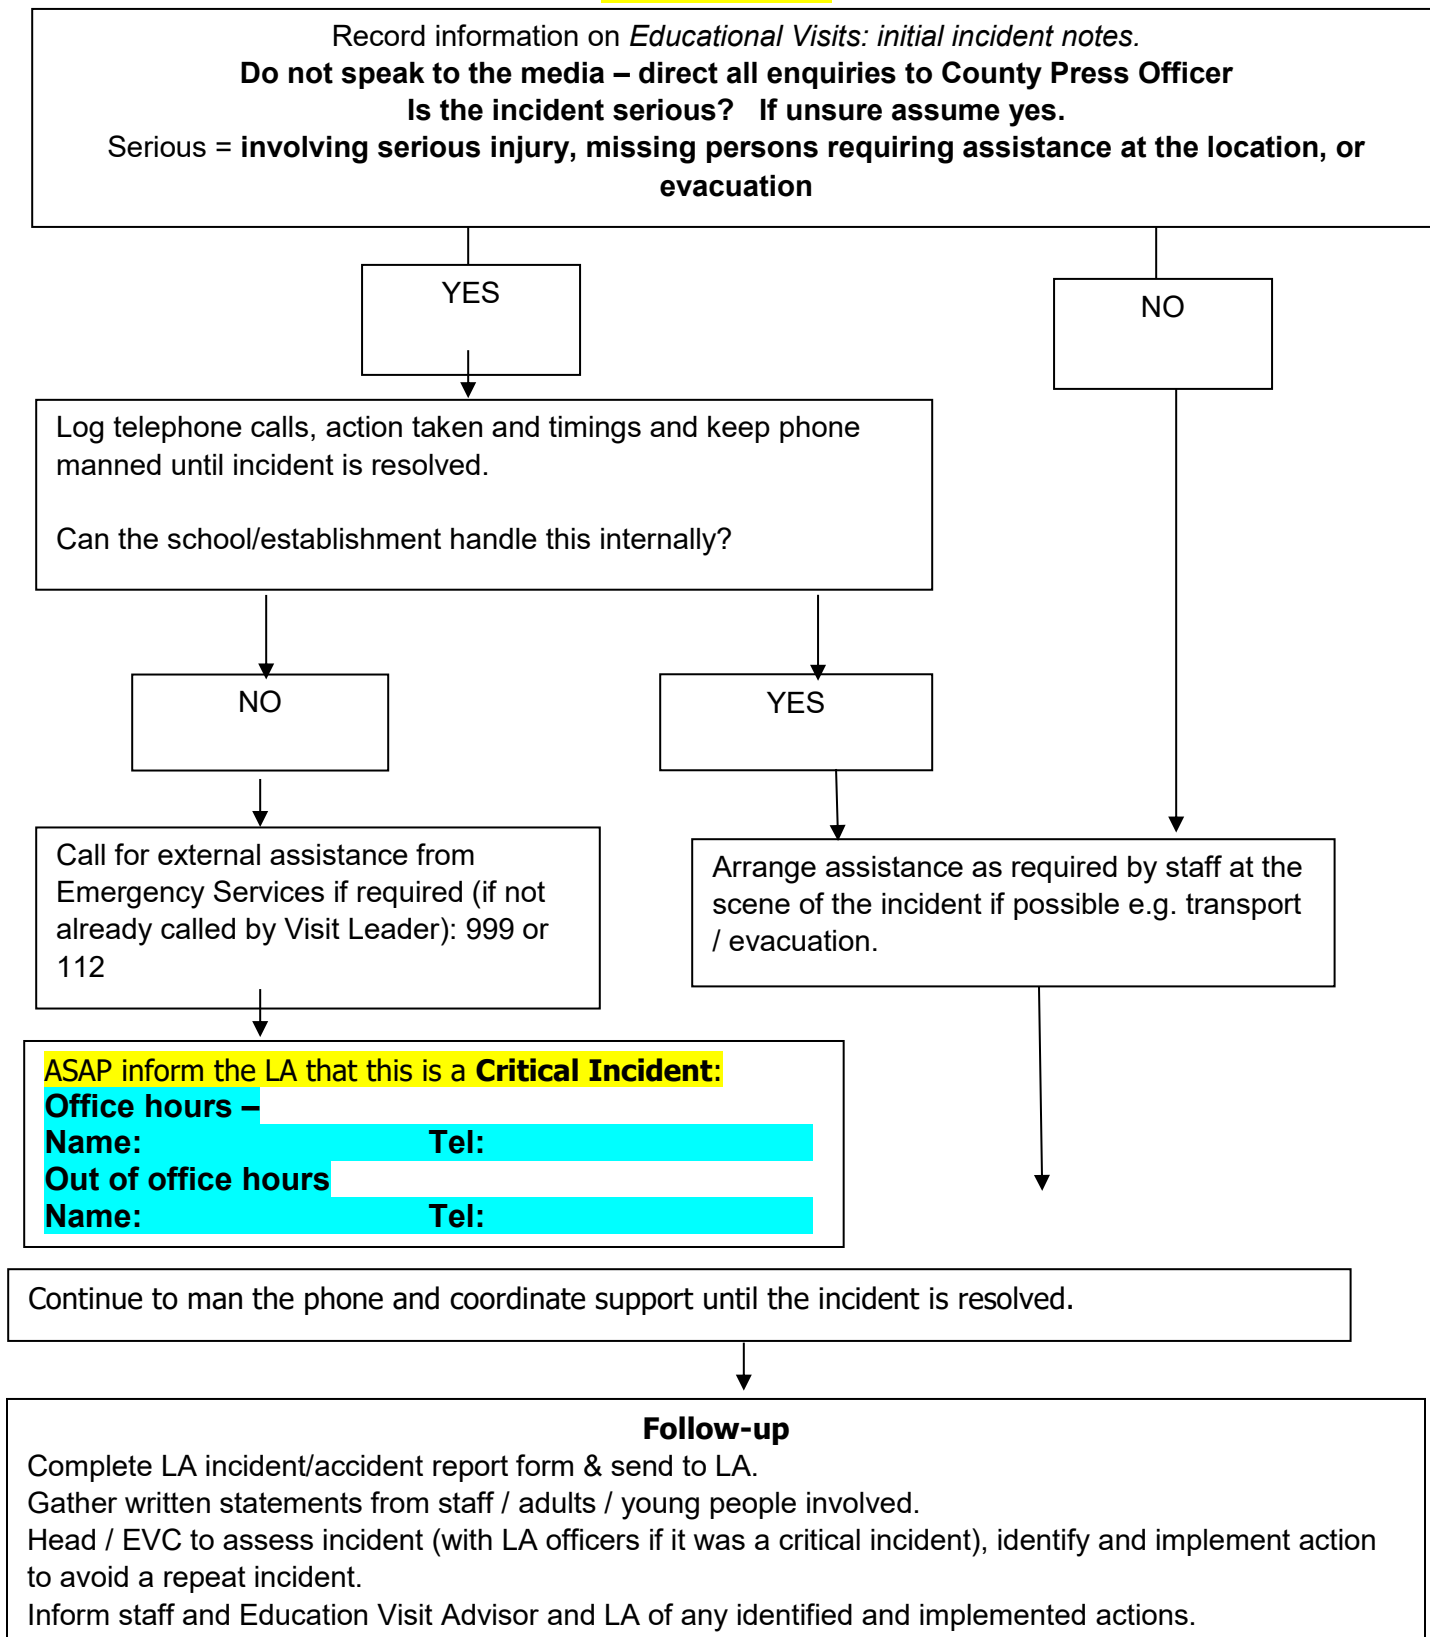 Record information on Educational Visits: initial incident notes.
Do not speak to the media – direct all enquiries to County Press Officer
Is the incident serious?   If unsure assume yes.
Serious = involving serious injury, missing persons requiring assistance at the location, or
evacuation
YES
NO
Log telephone calls, action taken and timings and keep phone
manned until incident is resolved.
Can the school/establishment handle this internally?
NO
YES
Call for external assistance from
Emergency Services if required (if not
already called by Visit Leader): 999 or
112
Arrange assistance as required by staff at the
scene of the incident if possible e.g. transport
/ evacuation.
ASAP inform the LA that this is a Critical Incident:
Office hours –
Name: Tel:
Out of office hours
Name: Tel:
Continue to man the phone and coordinate support until the incident is resolved.
Follow-up
Complete LA incident/accident report form & send to LA.
Gather written statements from staff / adults / young people involved.
Head / EVC to assess incident (with LA officers if it was a critical incident), identify and implement action
to avoid a repeat incident.
Inform staff and Education Visit Advisor and LA of any identified and implemented actions.